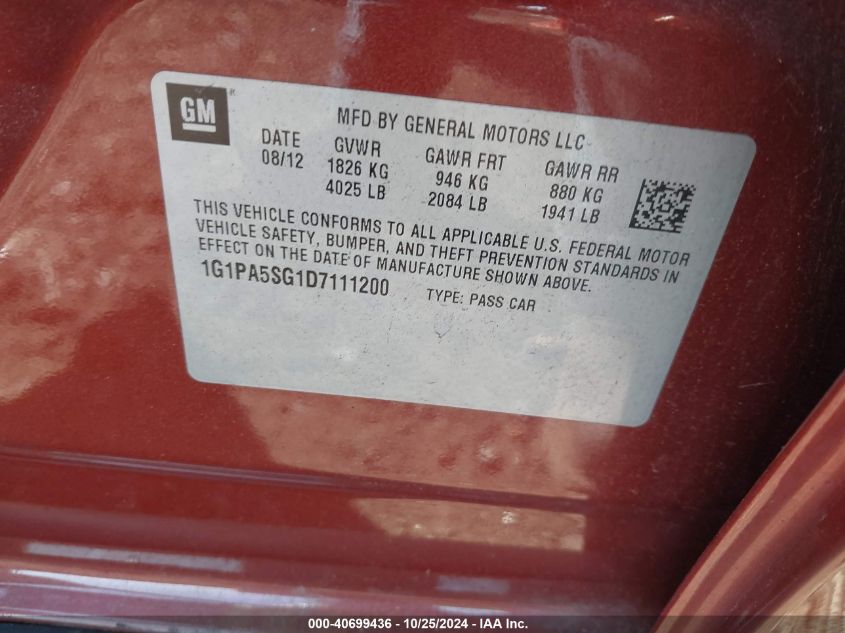 GM
MFD BY GENERAL MOTORS LLC
DATE GVWR GAWR FRT GAWR RR
08/12 1826 KG 946 KG 880 KG
4025 LB 2084 LB 1941 LB
THIS VEHICLE CONFORMS TO ALL APPLICABLE U.S. FEDERAL MOTOR
VEHICLE SAFETY, BUMPER, AND THEFT PREVENTION STANDARDS IN
EFFECT ON THE DATE OF MANUFACTURE SHOWN ABOVE.
1G1PA5SG1D7111200 TYPE: PASS CAR
000-40699436 - 10/25/2024 - IAA, Inc.